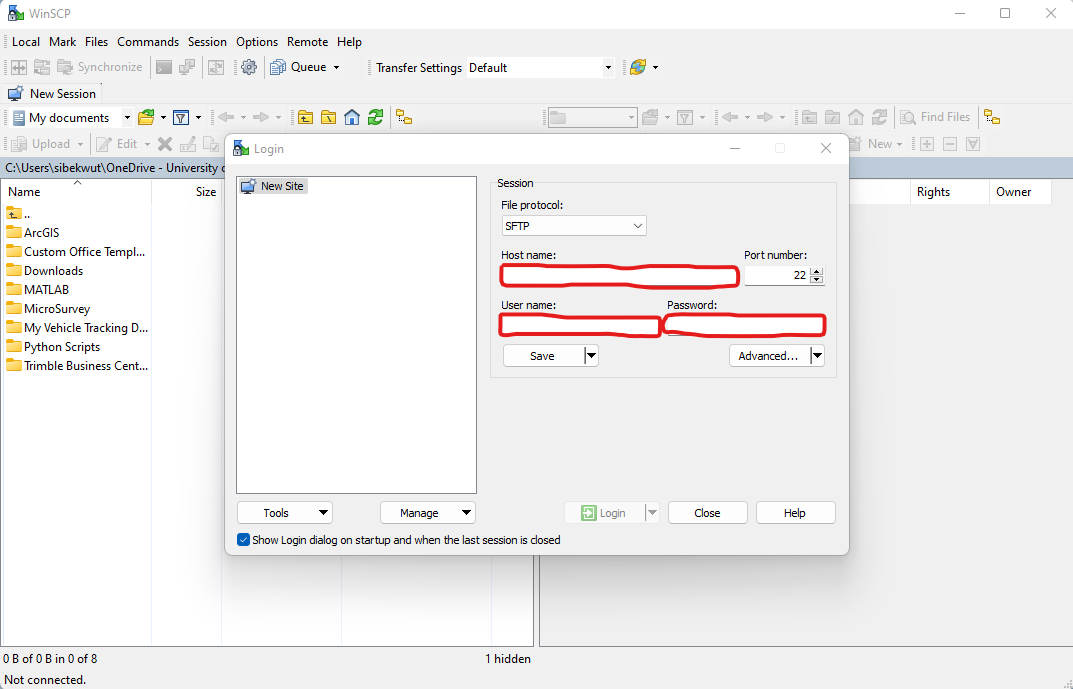 WinSCP
Local Mark Files Commands Session Options Remote Help
Synchronize Queue Transfer Settings Default
New Session
My documents Find Files
Upload Edit New
C:\Users\sibekwut\OneDrive - University
Name Size Rights Owner
..
ArcGIS
Custom Office Templ...
Downloads
MATLAB
MicroSurvey
My Vehicle Tracking D...
Python Scripts
Trimble Business Cent...
Login
New Site
Session
File protocol:
SFTP
Host name: Port number:
22
User name: Password:
Save Advanced...
Tools Manage Login Close Help
Show Login dialog on startup and when the last session is closed
0 B of 0 B in 0 of 8 1 hidden
Not connected.